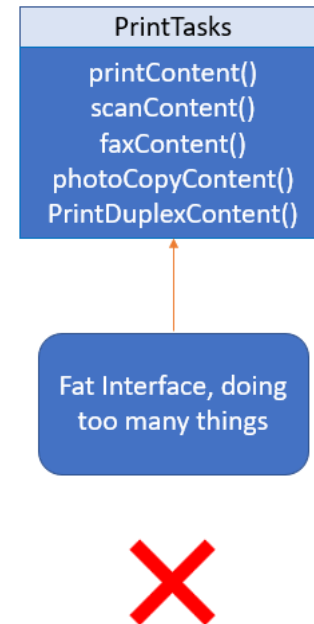 PrintTasks
printContent()
scanContent()
faxContent()
photoCopyContent()
PrintDuplexContent()
Fat Interface, doing
too many things